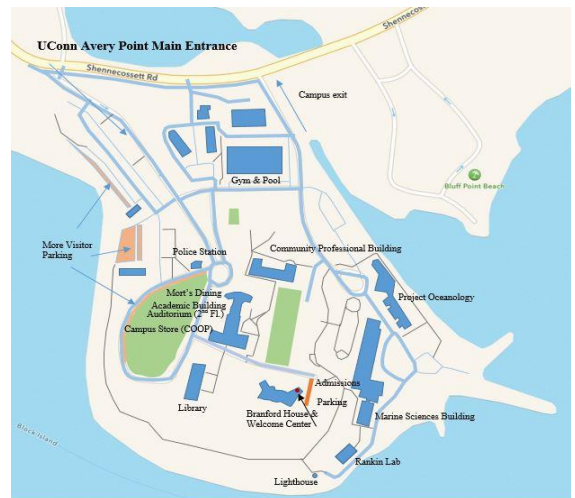 UConn Avery Point Main Entrance
Shennecossett Rd
Campus exit
Gym & Pool
Bluff Point Beach
More Visitor
Parking
Police Station
Community Professional Building
Mort's Dining
Academic Building
Auditorium (2nd Fl.)
Campus Store (COOP)
Project Oceanology
Admissions
Parking
Library
Branford House &
Welcome Center
Marine Sciences Building
Block Island
Rankin Lab
Lighthouse